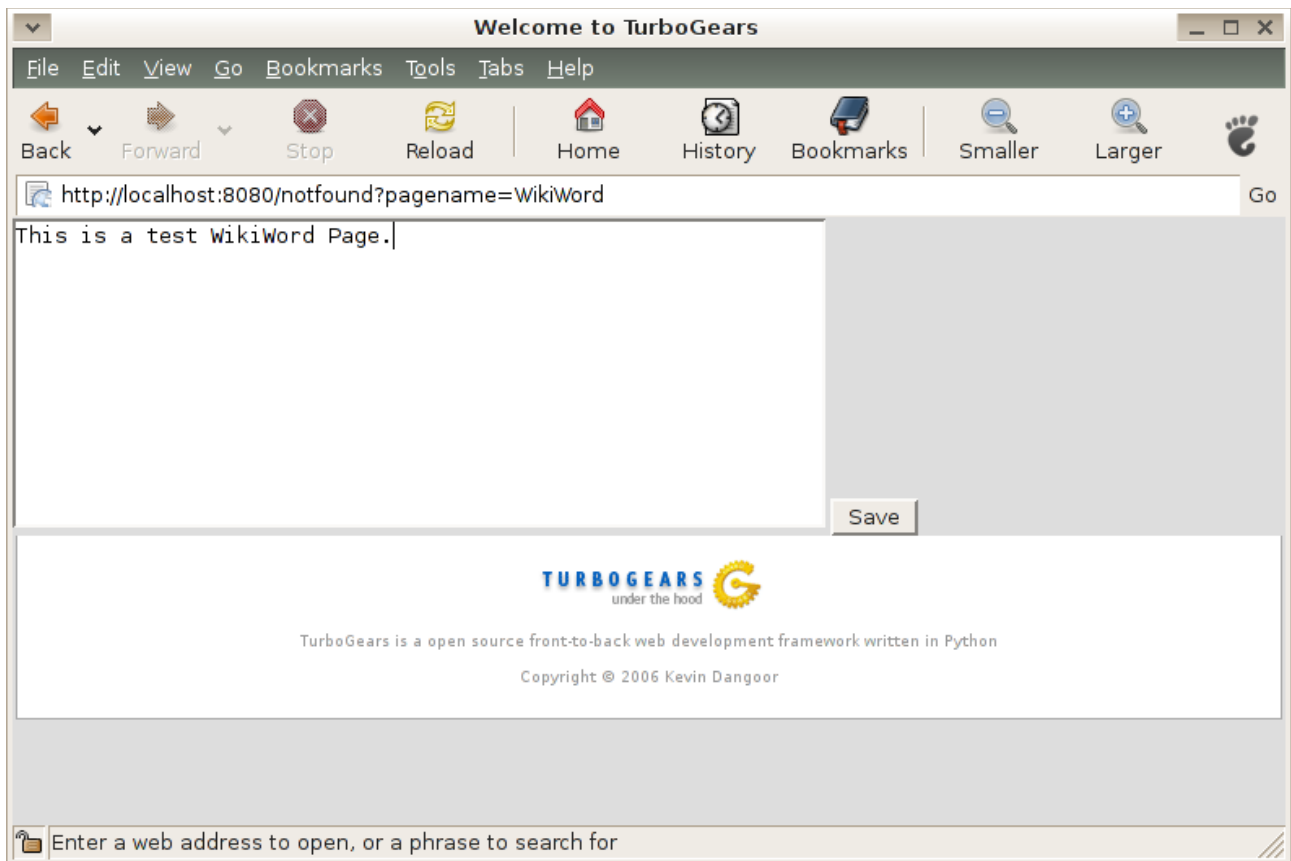 Welcome to TurboGears
File Edit View Go Bookmarks Tools Tabs Help
Back Forward Stop Reload Home History Bookmarks Smaller Larger
http://localhost:8080/notfound?pagename=WikiWord Go
This is a test WikiWord Page.
Save
TURBOGEARS
under the hood
TurboGears is a open source front-to-back web development framework written in Python
Copyright © 2006 Kevin Dangoor
Enter a web address to open, or a phrase to search for